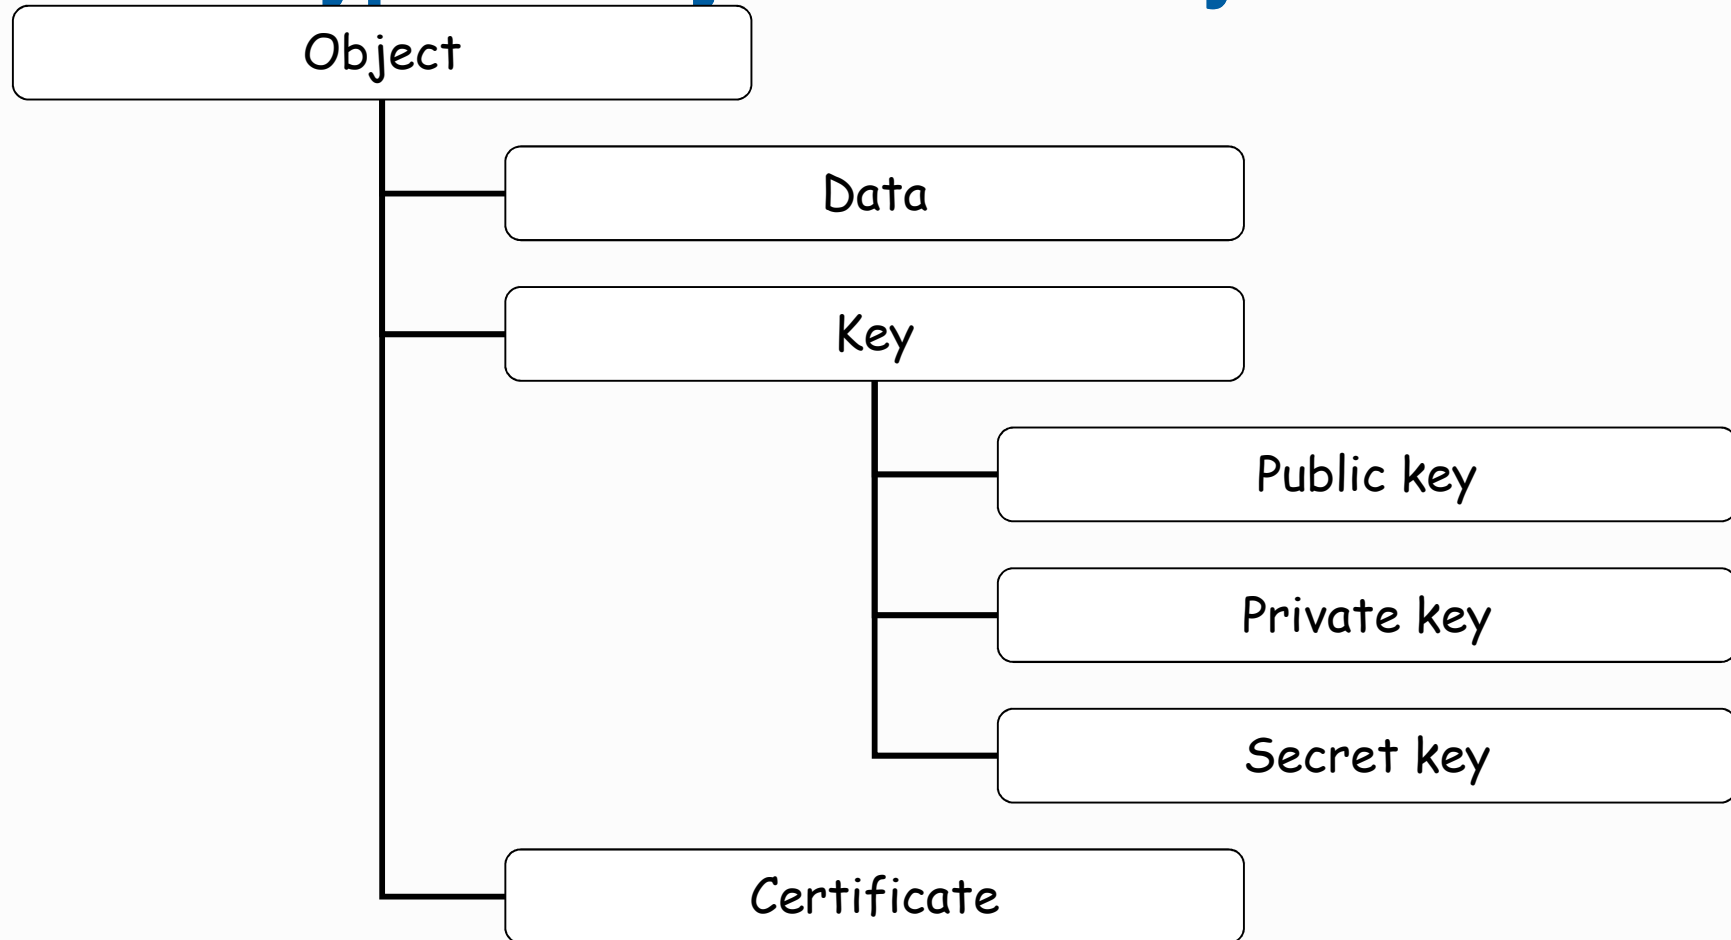 Object
Data
Key
Public key
Private key
Secret key
Certificate